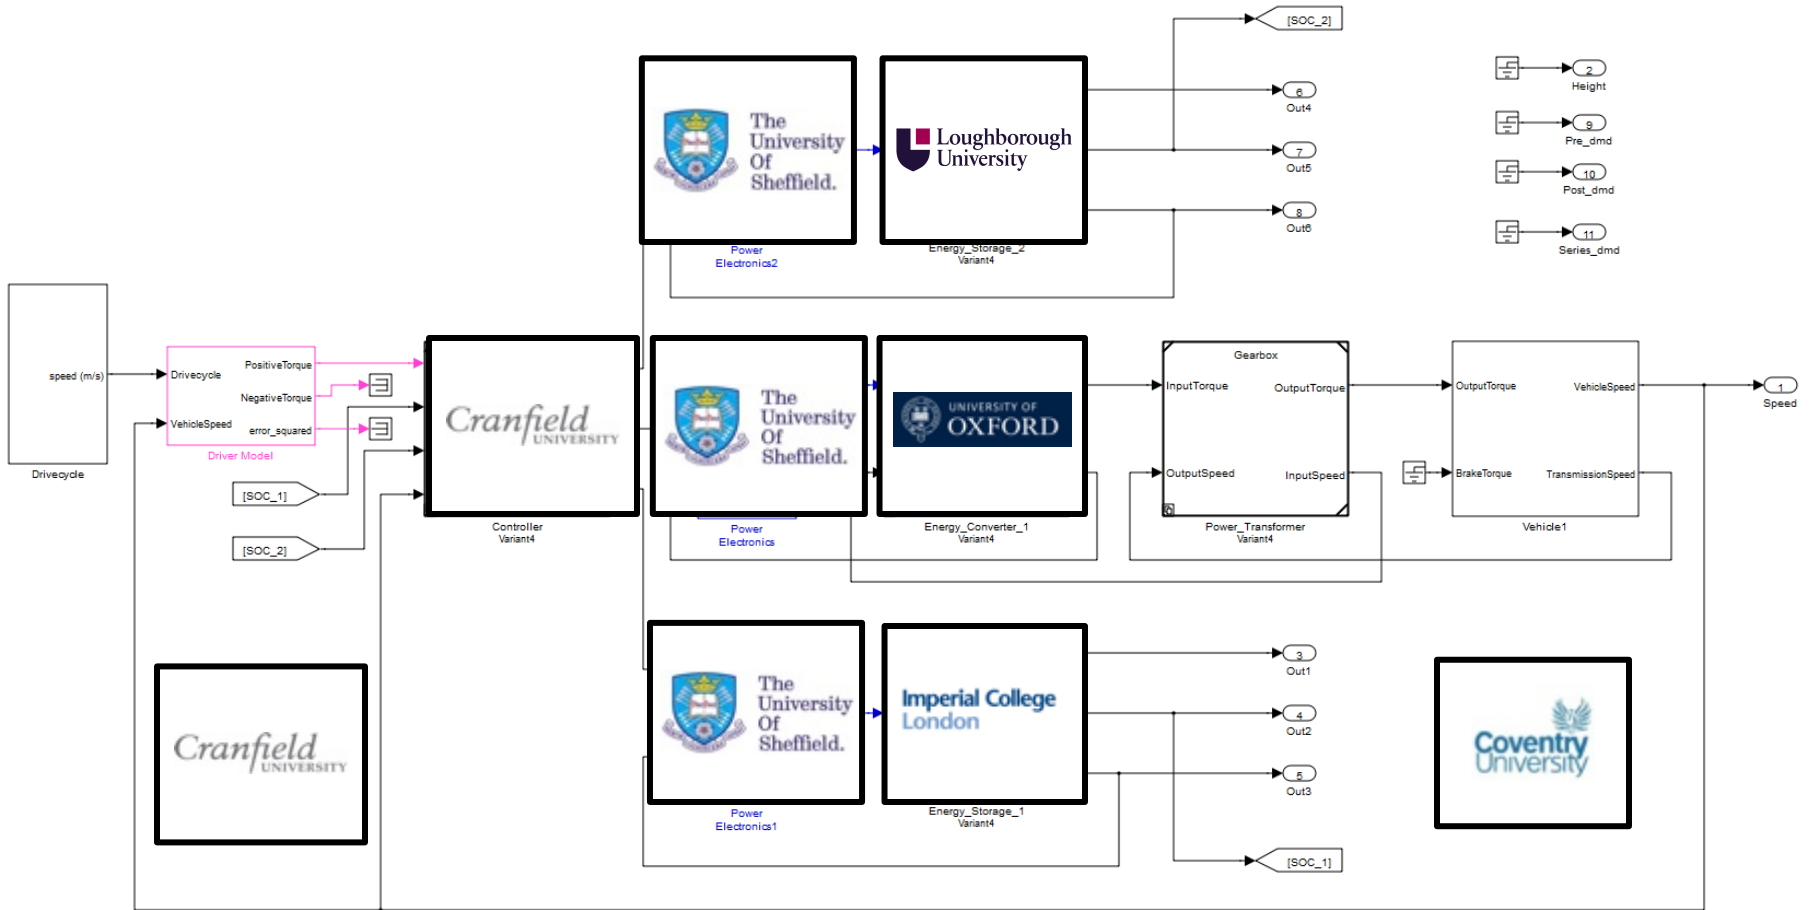 [SOC_2]
The
University
Of
Sheffield.
Loughborough
University
6
Out4
7
Out5
8
Out6
2
Height
9
Pre_dmd
10
Post_dmd
11
Series_dmd
Power
Electronics2
Energy_Storage_2
Variant4
speed (m/s)
Drivecycle
Drivecycle
VehicleSpeed
PositiveTorque
NegativeTorque
error_squared
Driver Model
[SOC_1]
[SOC_2]
Cranfield
UNIVERSITY
Controller
Variant4
The
University
Of
Sheffield.
Power
Electronics
UNIVERSITY OF
OXFORD
Energy_Converter_1
Variant4
Gearbox
InputTorque
OutputTorque
OutputSpeed
InputSpeed
Power_Transformer
Variant4
OutputTorque
VehicleSpeed
BrakeTorque
TransmissionSpeed
Vehicle1
1
Speed
Cranfield
UNIVERSITY
The
University
Of
Sheffield.
Power
Electronics1
Imperial College
London
Energy_Storage_1
Variant4
3
Out1
4
Out2
5
Out3
[SOC_1]
Coventry
University